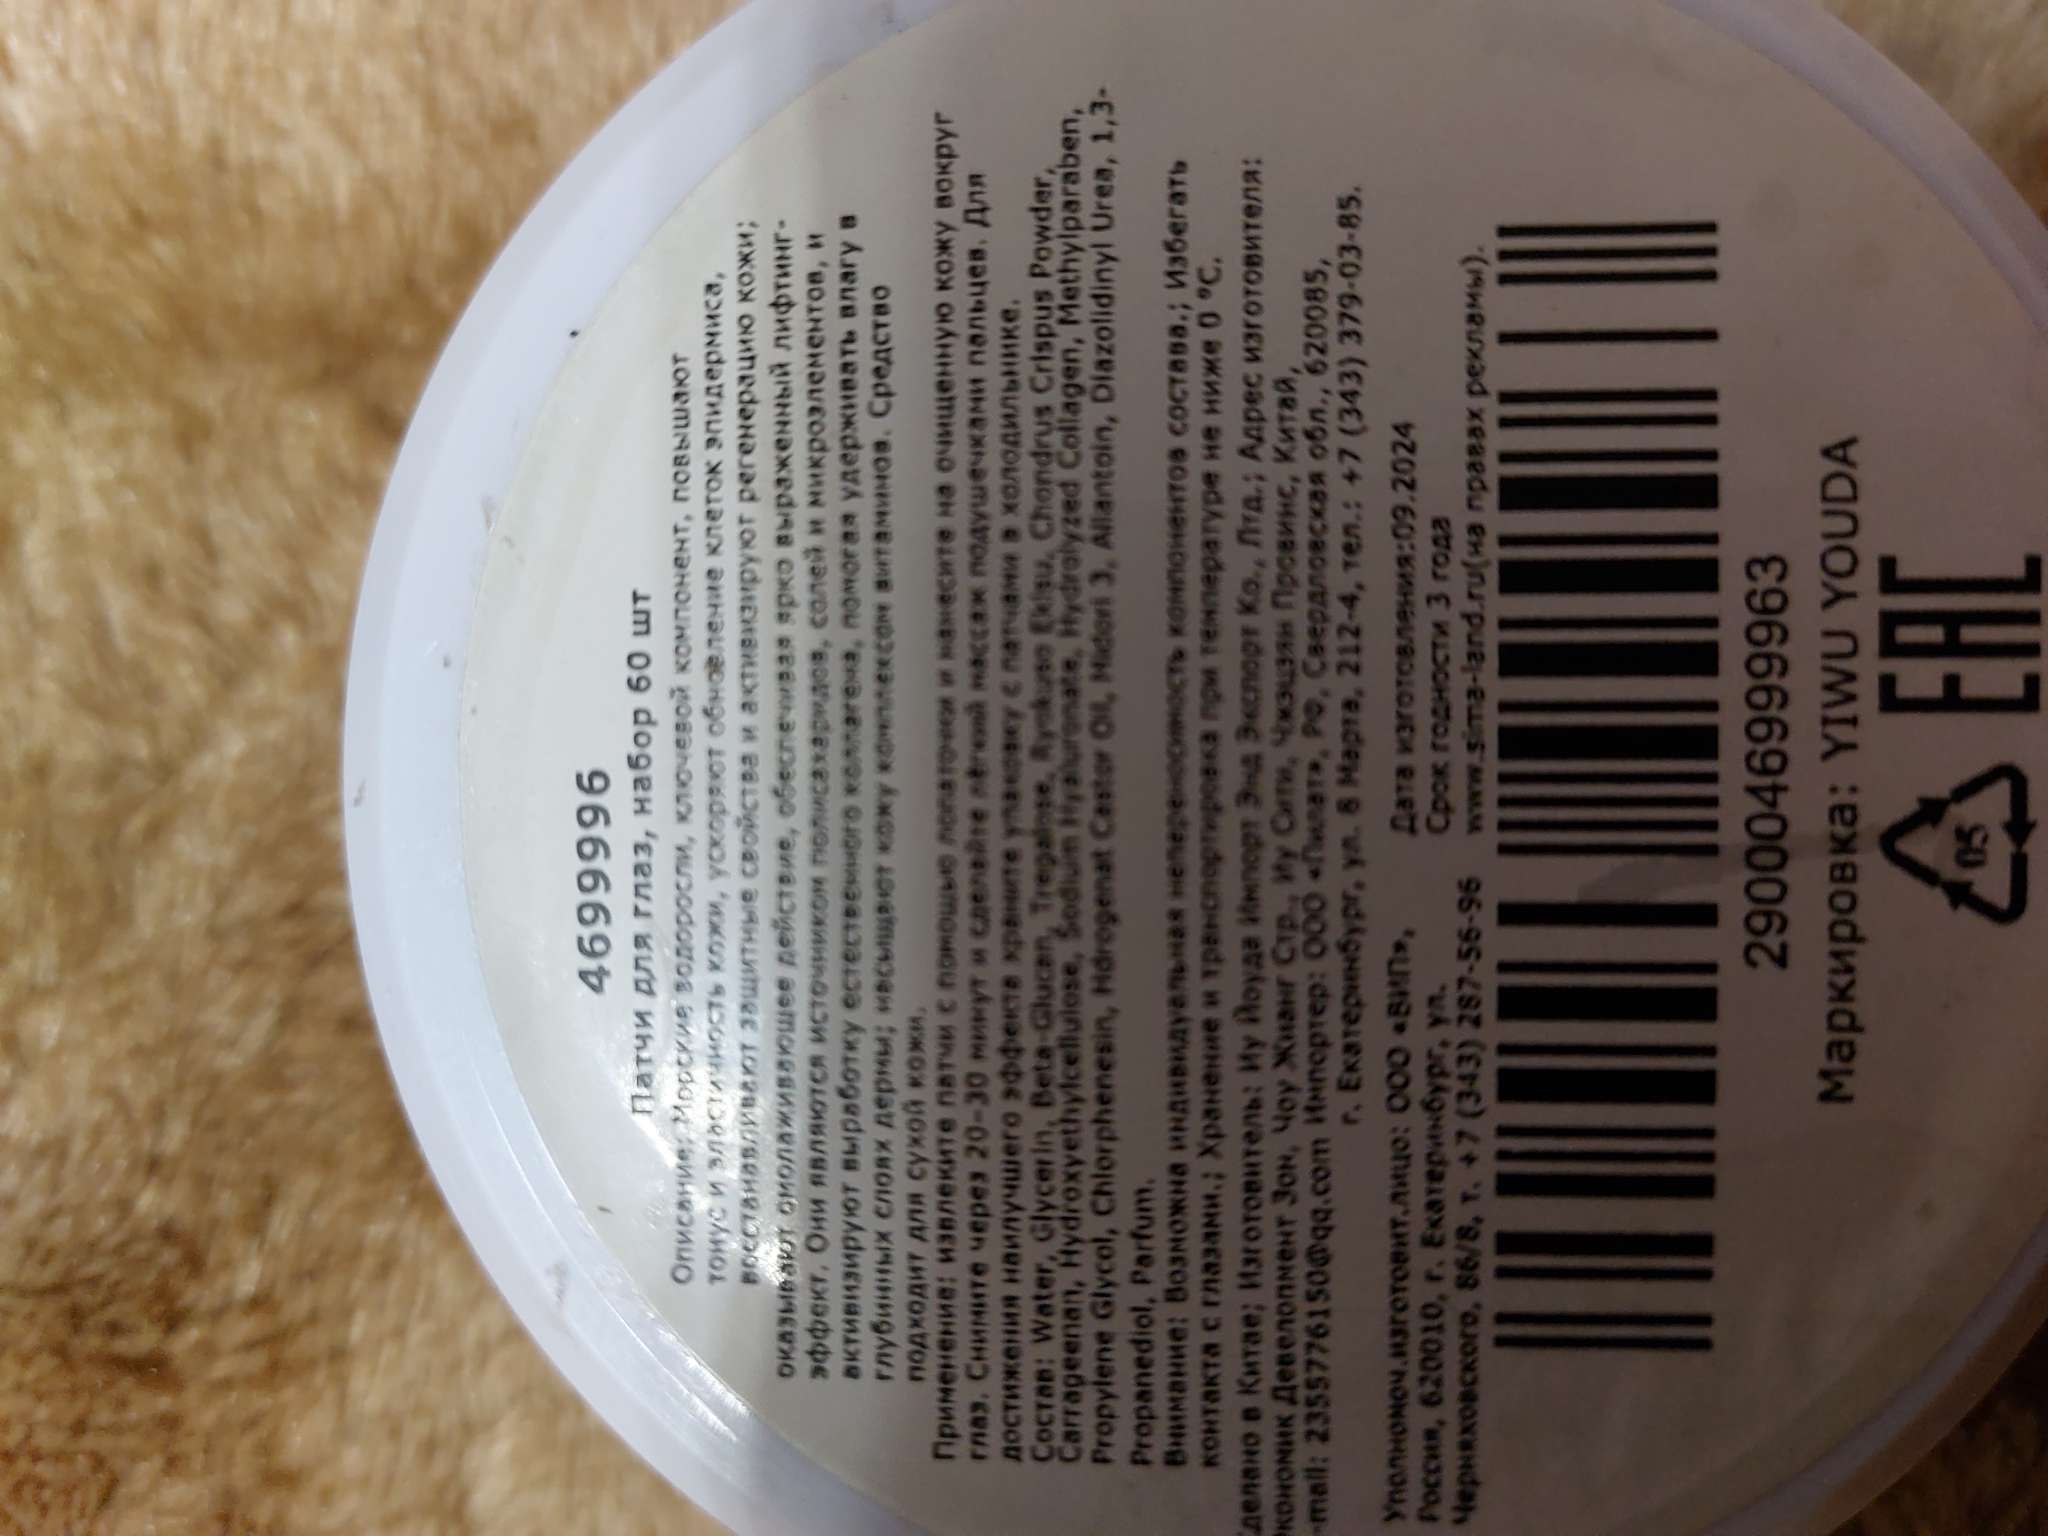 4699996
Патчи для глаз, набор 60 шт
Описание: Морские водоросли, ключевой компонент, повышают
тонус и эластичность кожи, ускоряют обновление клеток эпидермиса,
восстанавливают защитные свойства и активизируют регенерацию кожи;
оказывают омолаживающее действие, обеспечивая ярко выраженный лифтинг-
эффект. Они являются источником полисахаридов, солей и микроэлементов, и
активизируют выработку естественного коллагена, помогая удерживать влагу в
глубинных слоях дермы; насыщают кожу комплексом витаминов. Средство
подходит для сухой кожи.
Применение: извлеките патчи с помощью лопаточки и нанесите на очищенную кожу вокруг
глаз. Снимите через 20-30 минут и сделайте лёгкий массаж подушечками пальцев. Для
достижения наилучшего эффекта храните упаковку с патчами в холодильнике.
Состав: Water, Glycerin, Beta-Glucan, Tregalose, Ryokuso Ekisu, Chondrus Crispus Powder,
Carrageenan, Hydroxyethylcellulose, Sodium Hyaluronate, Hydrolyzed Collagen, Methylparaben,
Propylene Glycol, Chlorphenesin, Hdrogenat Castor Oil, Midori 3, Allantoin, Diazolidinyl Urea, 1,3-
Propanediol, Parfum.
Внимание: Возможна индивидуальная непереносимость компонентов состава.; Избегать
контакта с глазами.; Хранение и транспортировка при температуре не ниже 0 °С.
Сделано в Китае; Изготовитель: Иу Йоуда Импорт Энд Экспорт Ко., Лтд.; Адрес изготовителя:
Экономик Девелопмент Зон, Чоу Жианг Стр., Иу Сити, Чжэцзян Провинс, Китай,
e-mail: 2355776150@qq.com Импортер: ООО «Пикат», РФ, Свердловская обл., 620085,
г. Екатеринбург, ул. 8 Марта, 212-4, тел.: +7 (343) 379-03-85.
Уполномоч.изготовит.лицо: ООО «ВИП»,
Россия, 620010, г. Екатеринбург, ул.
Черняховского, 86/8, т. +7 (343) 287-56-96
Дата изготовления:09.2024
Срок годности 3 года
www.sima-land.ru(на правах рекламы).
2900046999963
Маркировка: YIWU YOUDA
05
EAC